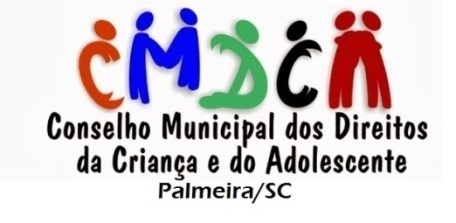 CMDCA
Conselho Municipal dos Direitos
da Criança e do Adolescente
Palmeira/SC